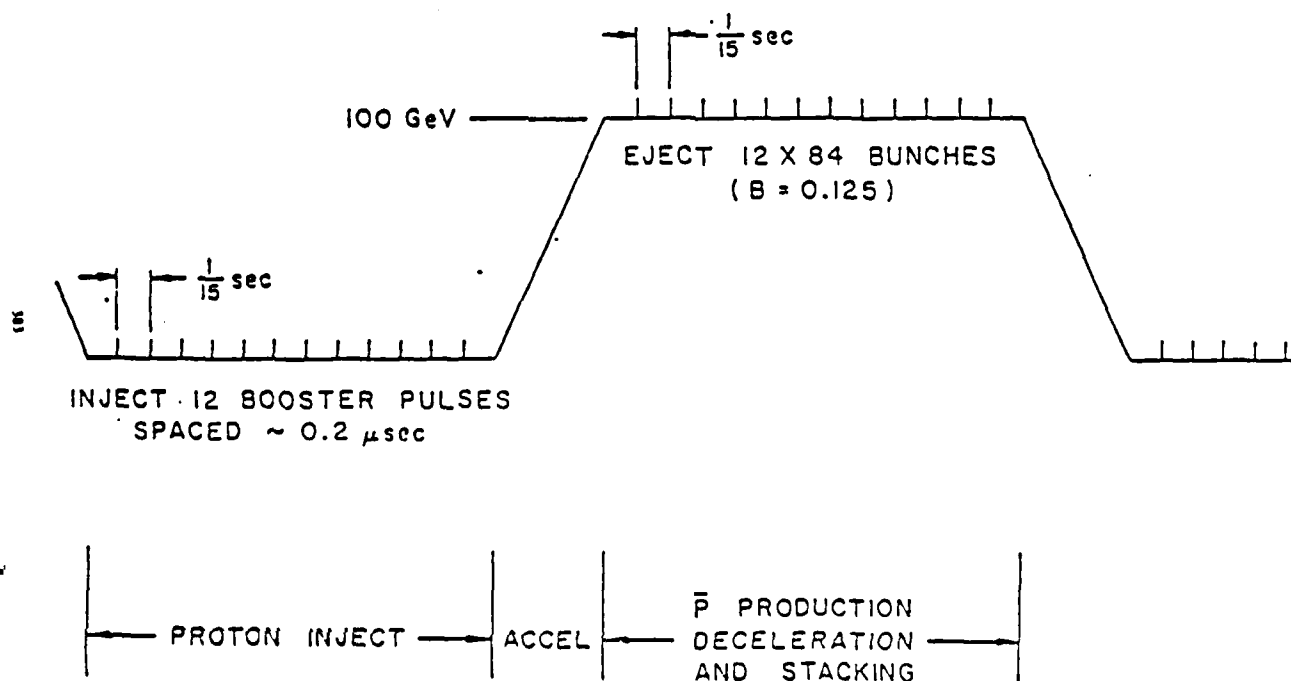 1/15 sec
100 GeV
EJECT 12 X 84 BUNCHES
( B = 0.125 )
1/15 sec
INJECT 12 BOOSTER PULSES
SPACED ~ 0.2 μsec
PROTON INJECT
ACCEL
P̄ PRODUCTION
DECELERATION
AND STACKING